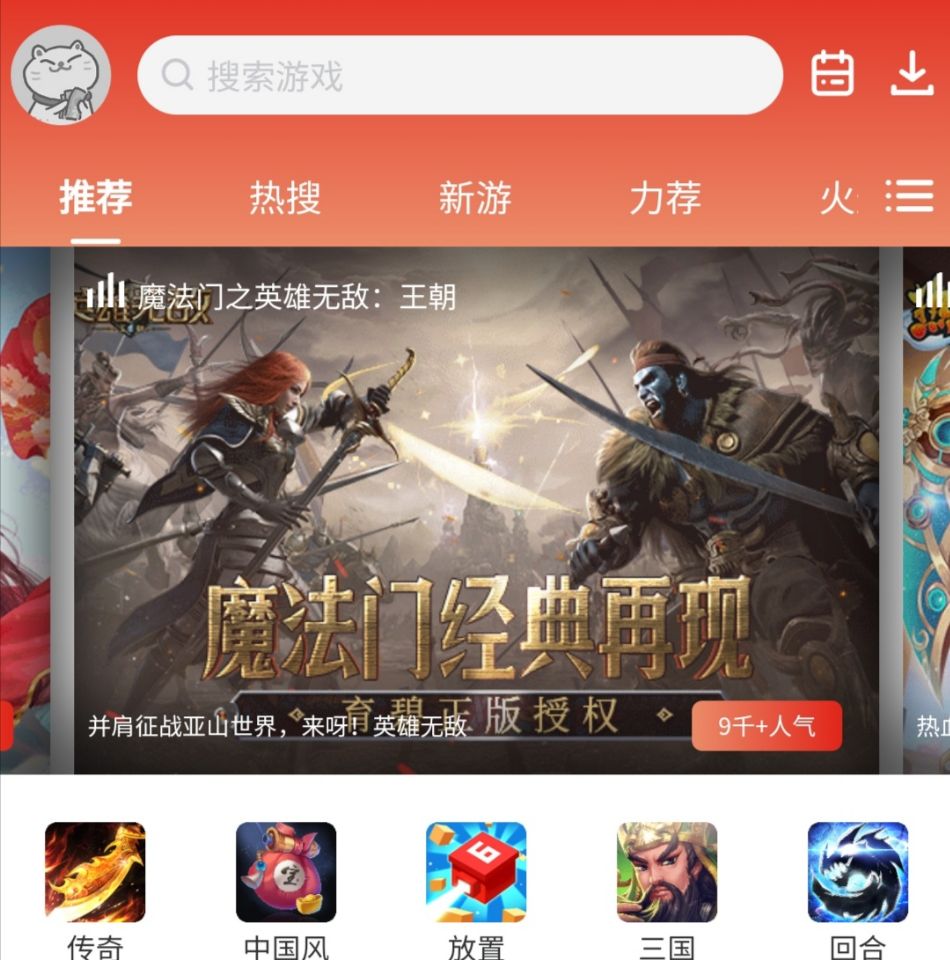 搜索游戏
推荐
热搜
新游
力荐
火
魔法门之英雄无敌：王朝
魔法门经典再现
育碧正版授权
并肩征战亚山世界，来呀！英雄无敌
9千+人气
热血
传奇
中国风
放置
三国
回合